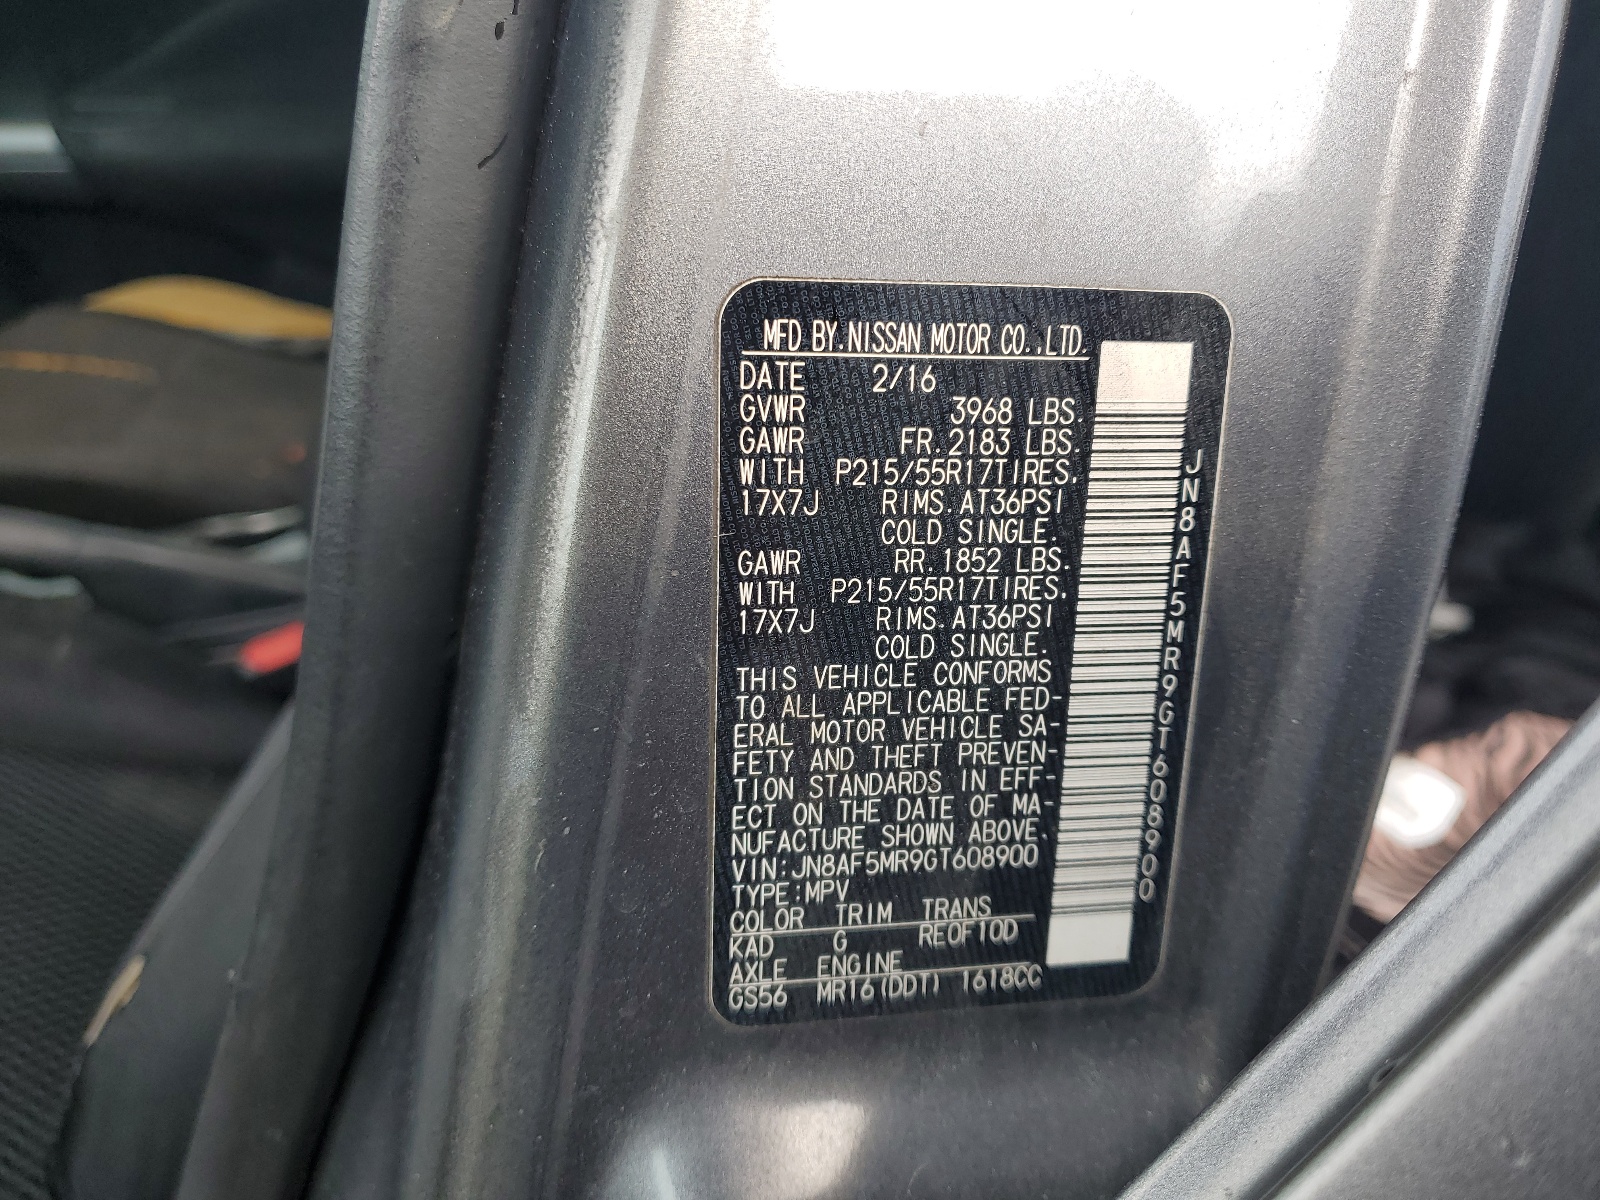 MFD BY.NISSAN MOTOR CO.,LTD.
DATE 2/16
GVWR 3968 LBS.
GAWR FR.2183 LBS.
WITH P215/55R17TIRES.
17X7J RIMS.AT36PSI
COLD SINGLE.
GAWR RR.1852 LBS.
WITH P215/55R17TIRES.
17X7J RIMS.AT36PSI
COLD SINGLE.
THIS VEHICLE CONFORMS
TO ALL APPLICABLE FED-
ERAL MOTOR VEHICLE SA-
FETY AND THEFT PREVEN-
TION STANDARDS IN EFF-
ECT ON THE DATE OF MA-
NUFACTURE SHOWN ABOVE.
VIN:JN8AF5MR9GT608900
TYPE:MPV
COLOR TRIM TRANS
KAD G RE0F10D
AXLE ENGINE
GS56 MR16(DDT) 1618CC
JN8AF5MR9GT608900